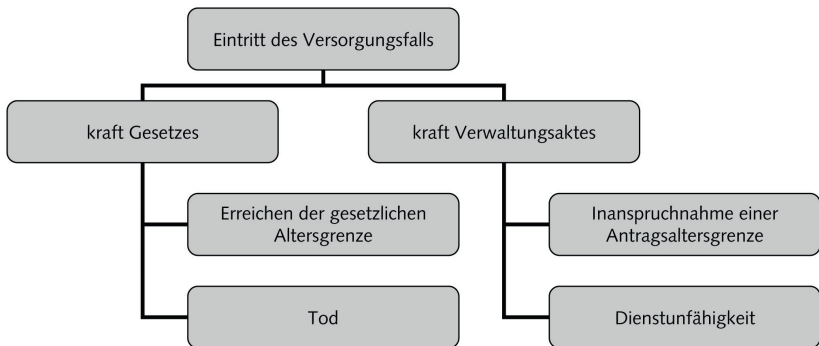 Eintritt des Versorgungsfalls
kraft Gesetzes
kraft Verwaltungsaktes
Erreichen der gesetzlichen
Altersgrenze
Inanspruchnahme einer
Antragsaltersgrenze
Tod
Dienstunfähigkeit